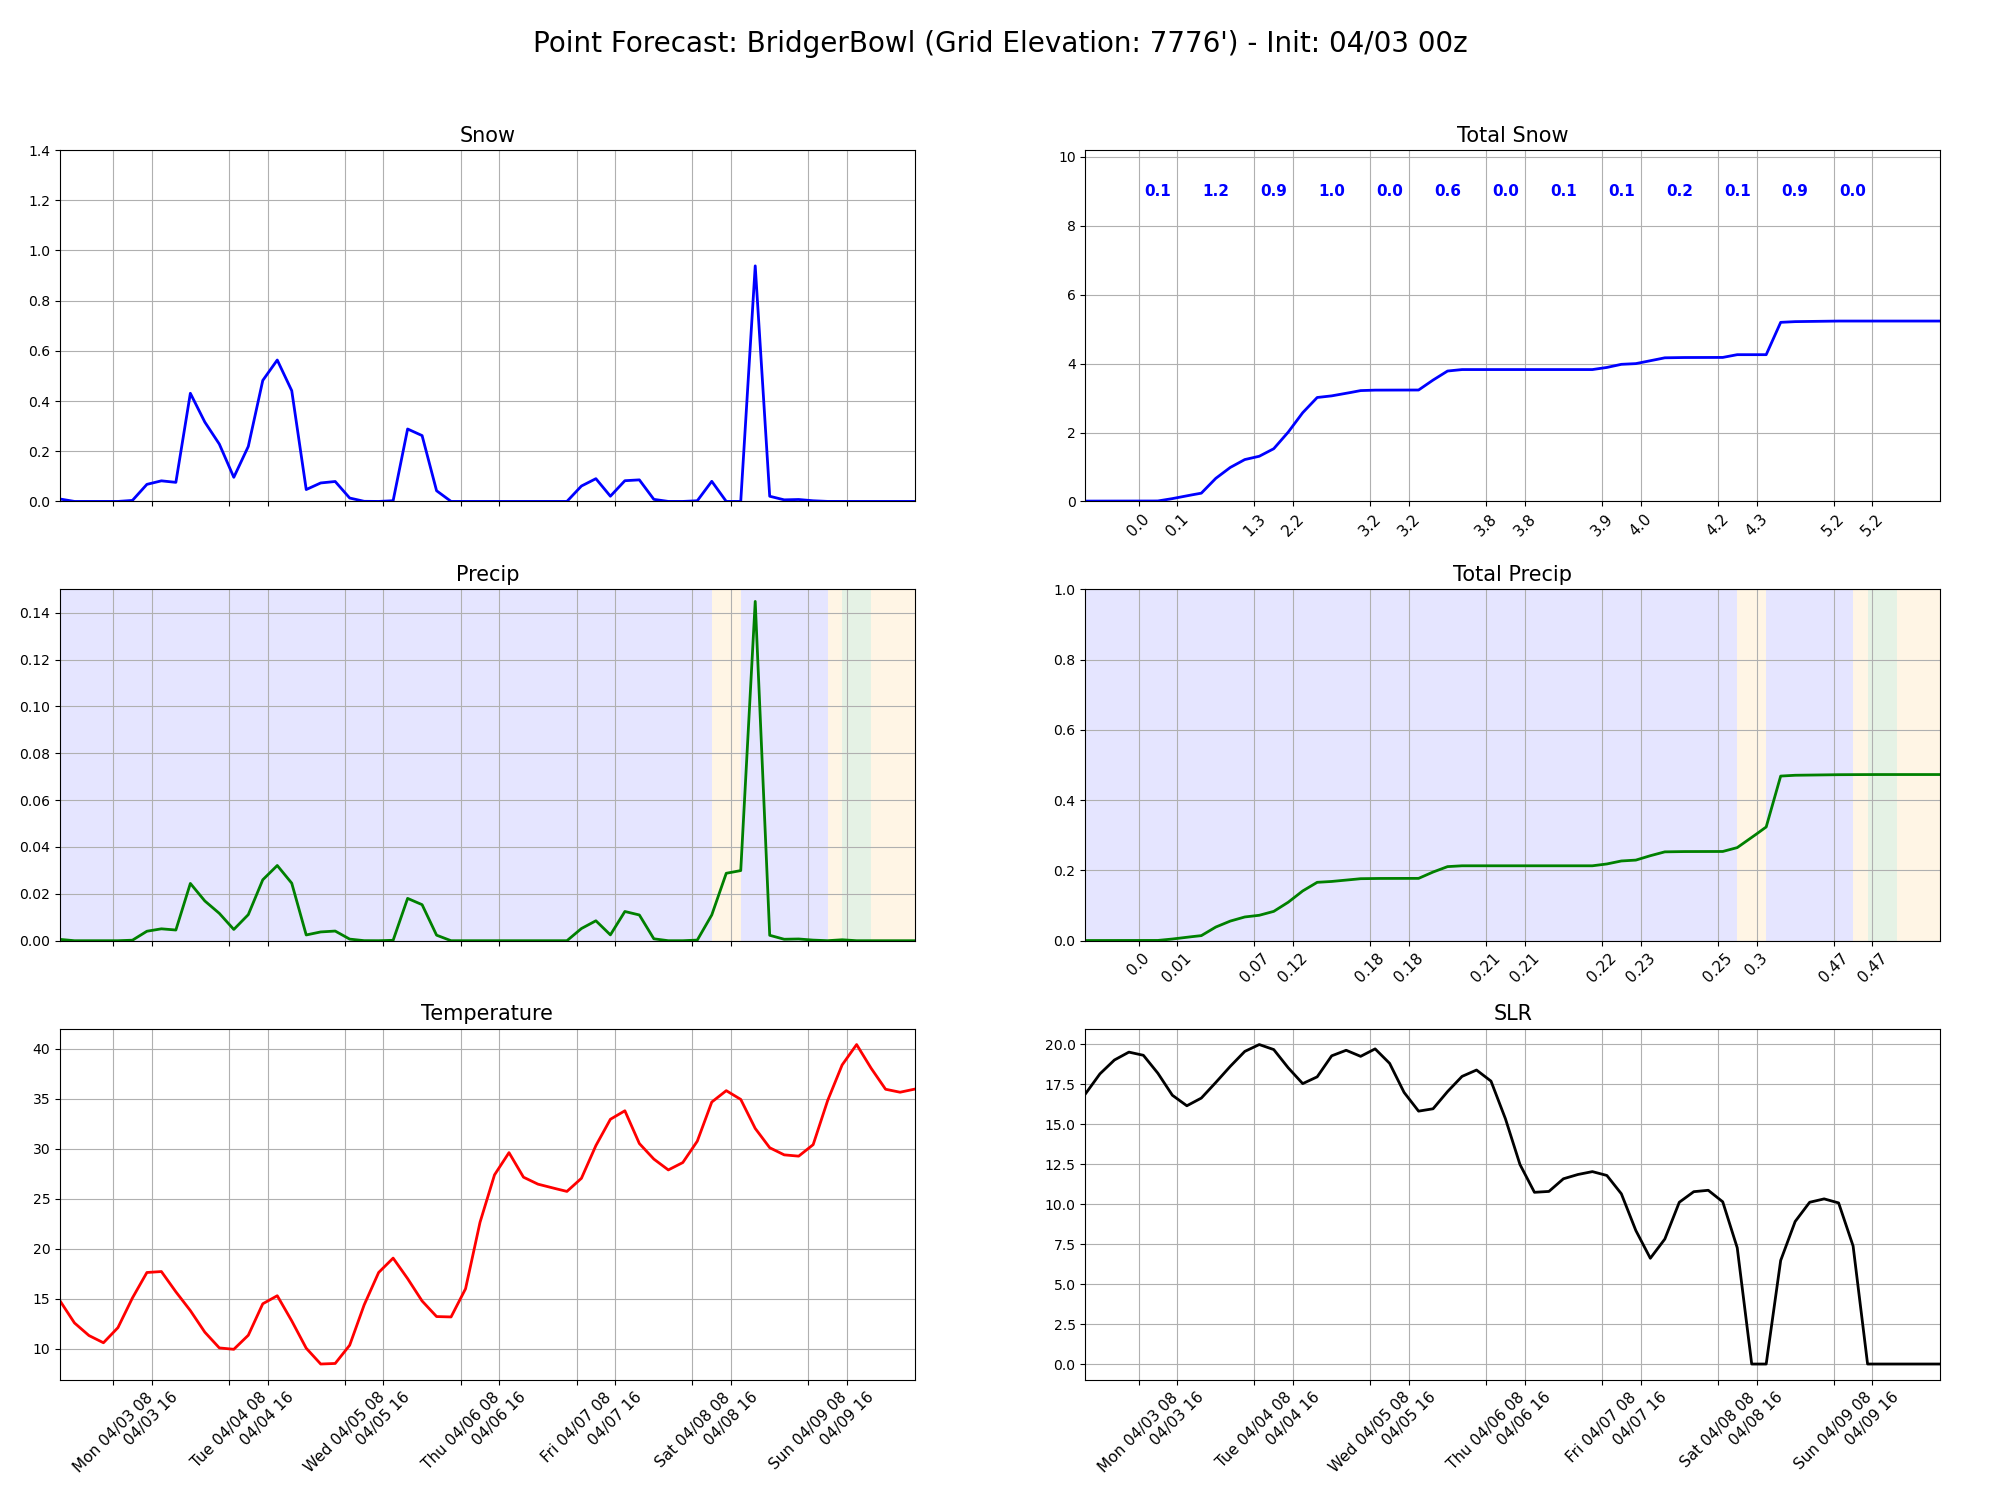 Point Forecast: BridgerBowl (Grid Elevation: 7776') - Init: 04/03 00z
Snow
1.4
1.2
1.0
0.8
0.6
0.4
0.2
0.0
Total Snow
10
8
6
4
2
0
0.1 1.2 0.9 1.0 0.0 0.6 0.0 0.1 0.1 0.2 0.1 0.9 0.0
0.0 0.1 1.3 2.2 3.2 3.2 3.8 3.8 3.9 4.0 4.2 4.3 5.2 5.2
Precip
0.14
0.12
0.10
0.08
0.06
0.04
0.02
0.00
Total Precip
1.0
0.8
0.6
0.4
0.2
0.0
0.0 0.01 0.07 0.12 0.18 0.18 0.21 0.21 0.22 0.23 0.25 0.3 0.47 0.47
Temperature
40
35
30
25
20
15
10
Mon 04/03 08
04/03 16
Tue 04/04 08
04/04 16
Wed 04/05 08
04/05 16
Thu 04/06 08
04/06 16
Fri 04/07 08
04/07 16
Sat 04/08 08
04/08 16
Sun 04/09 08
04/09 16
SLR
20.0
17.5
15.0
12.5
10.0
7.5
5.0
2.5
0.0
Mon 04/03 08
04/03 16
Tue 04/04 08
04/04 16
Wed 04/05 08
04/05 16
Thu 04/06 08
04/06 16
Fri 04/07 08
04/07 16
Sat 04/08 08
04/08 16
Sun 04/09 08
04/09 16